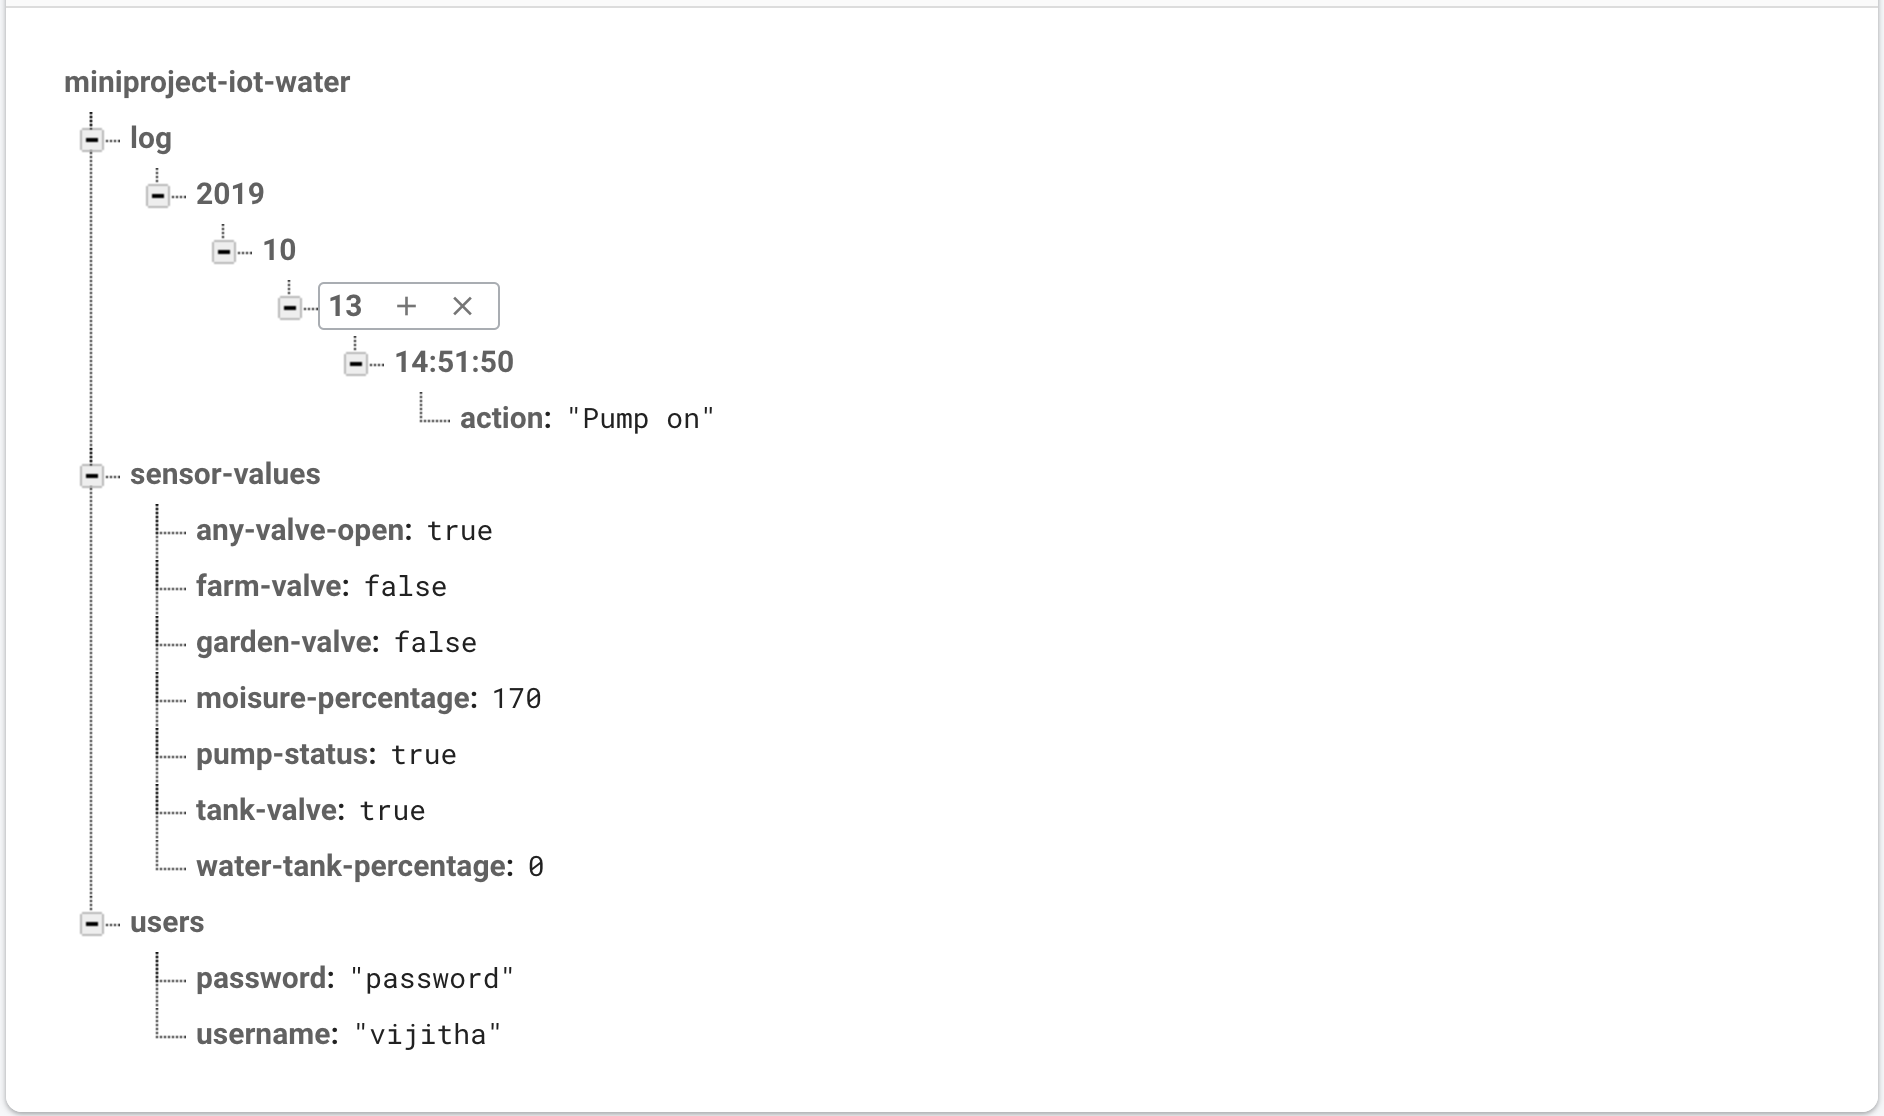 miniproject-iot-water
log
2019
10
13 + ×
14:51:50
action: "Pump on"
sensor-values
any-valve-open: true
farm-valve: false
garden-valve: false
moisure-percentage: 170
pump-status: true
tank-valve: true
water-tank-percentage: 0
users
password: "password"
username: "vijitha"